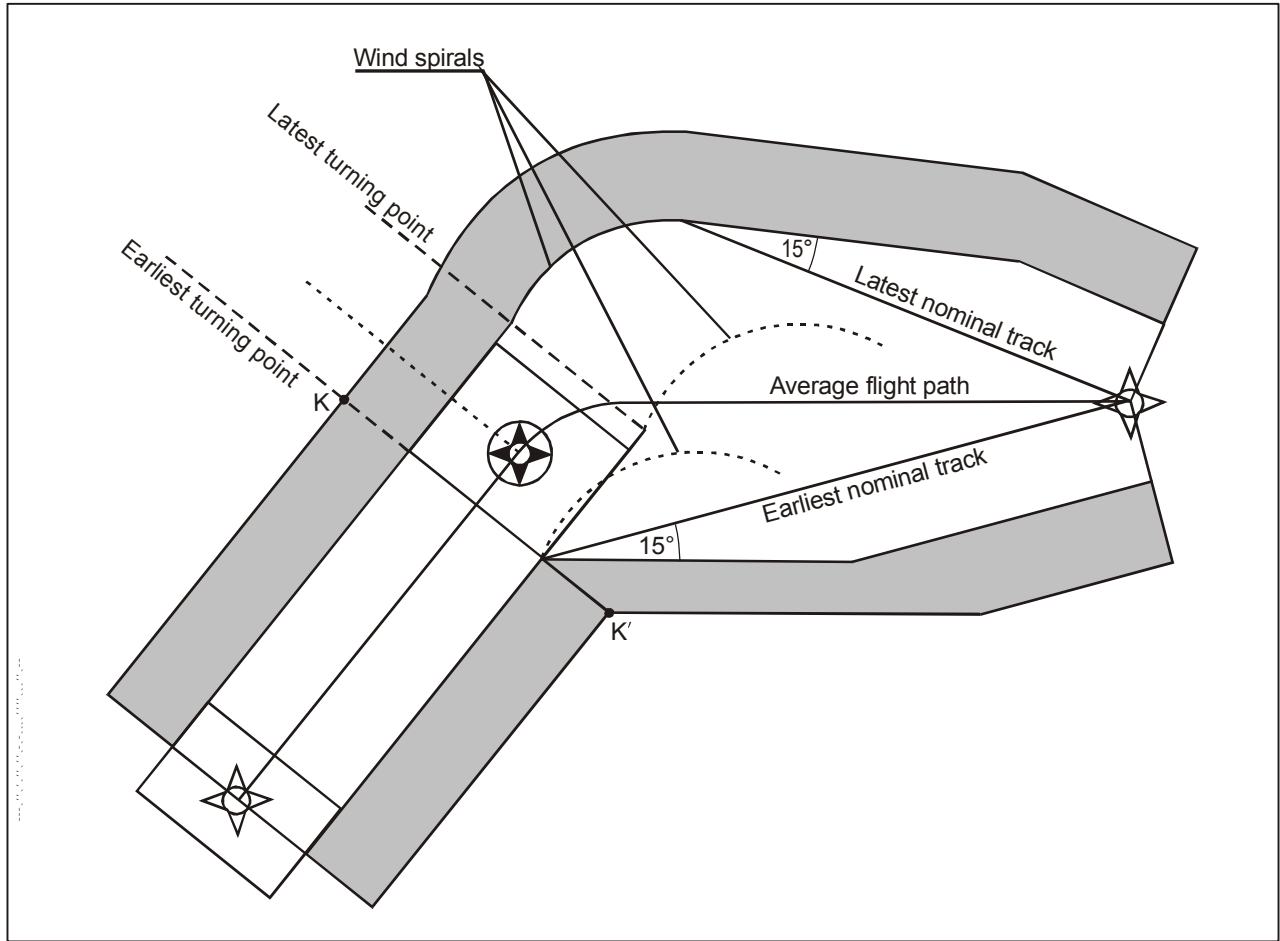 Wind spirals
Latest turning point
Earliest turning point
15°
Latest nominal track
Average flight path
K
Earliest nominal track
15°
K′